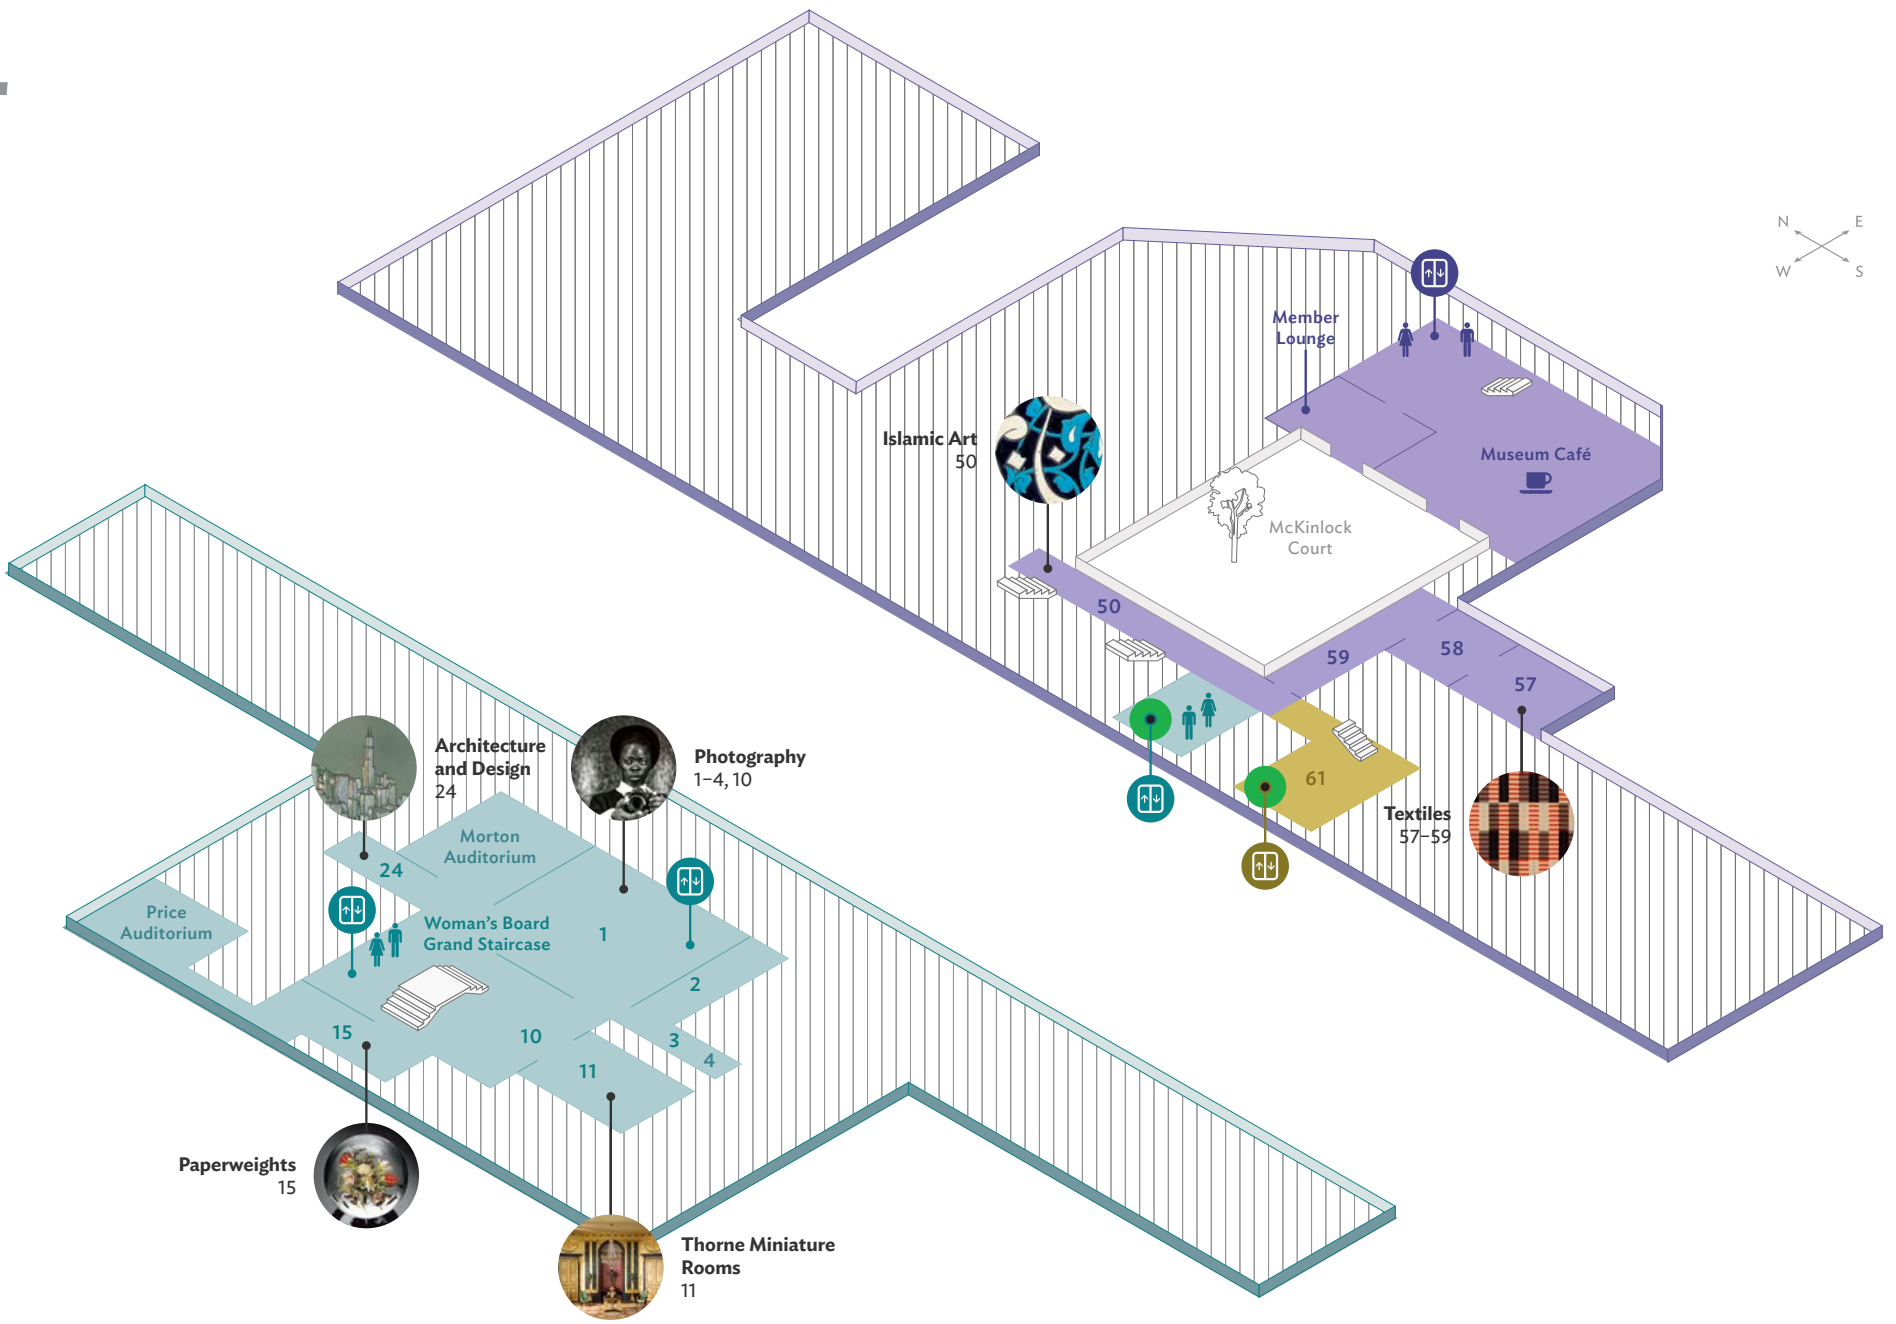 N
E
W
S
Member
Lounge
Islamic Art
50
Museum Café
McKinlock
Court
50
59
58
57
61
Textiles
57–59
Architecture
and Design
24
Photography
1–4, 10
Morton
Auditorium
24
Price
Auditorium
Woman’s Board
Grand Staircase
1
2
15
10
3
4
11
Paperweights
15
Thorne Miniature
Rooms
11